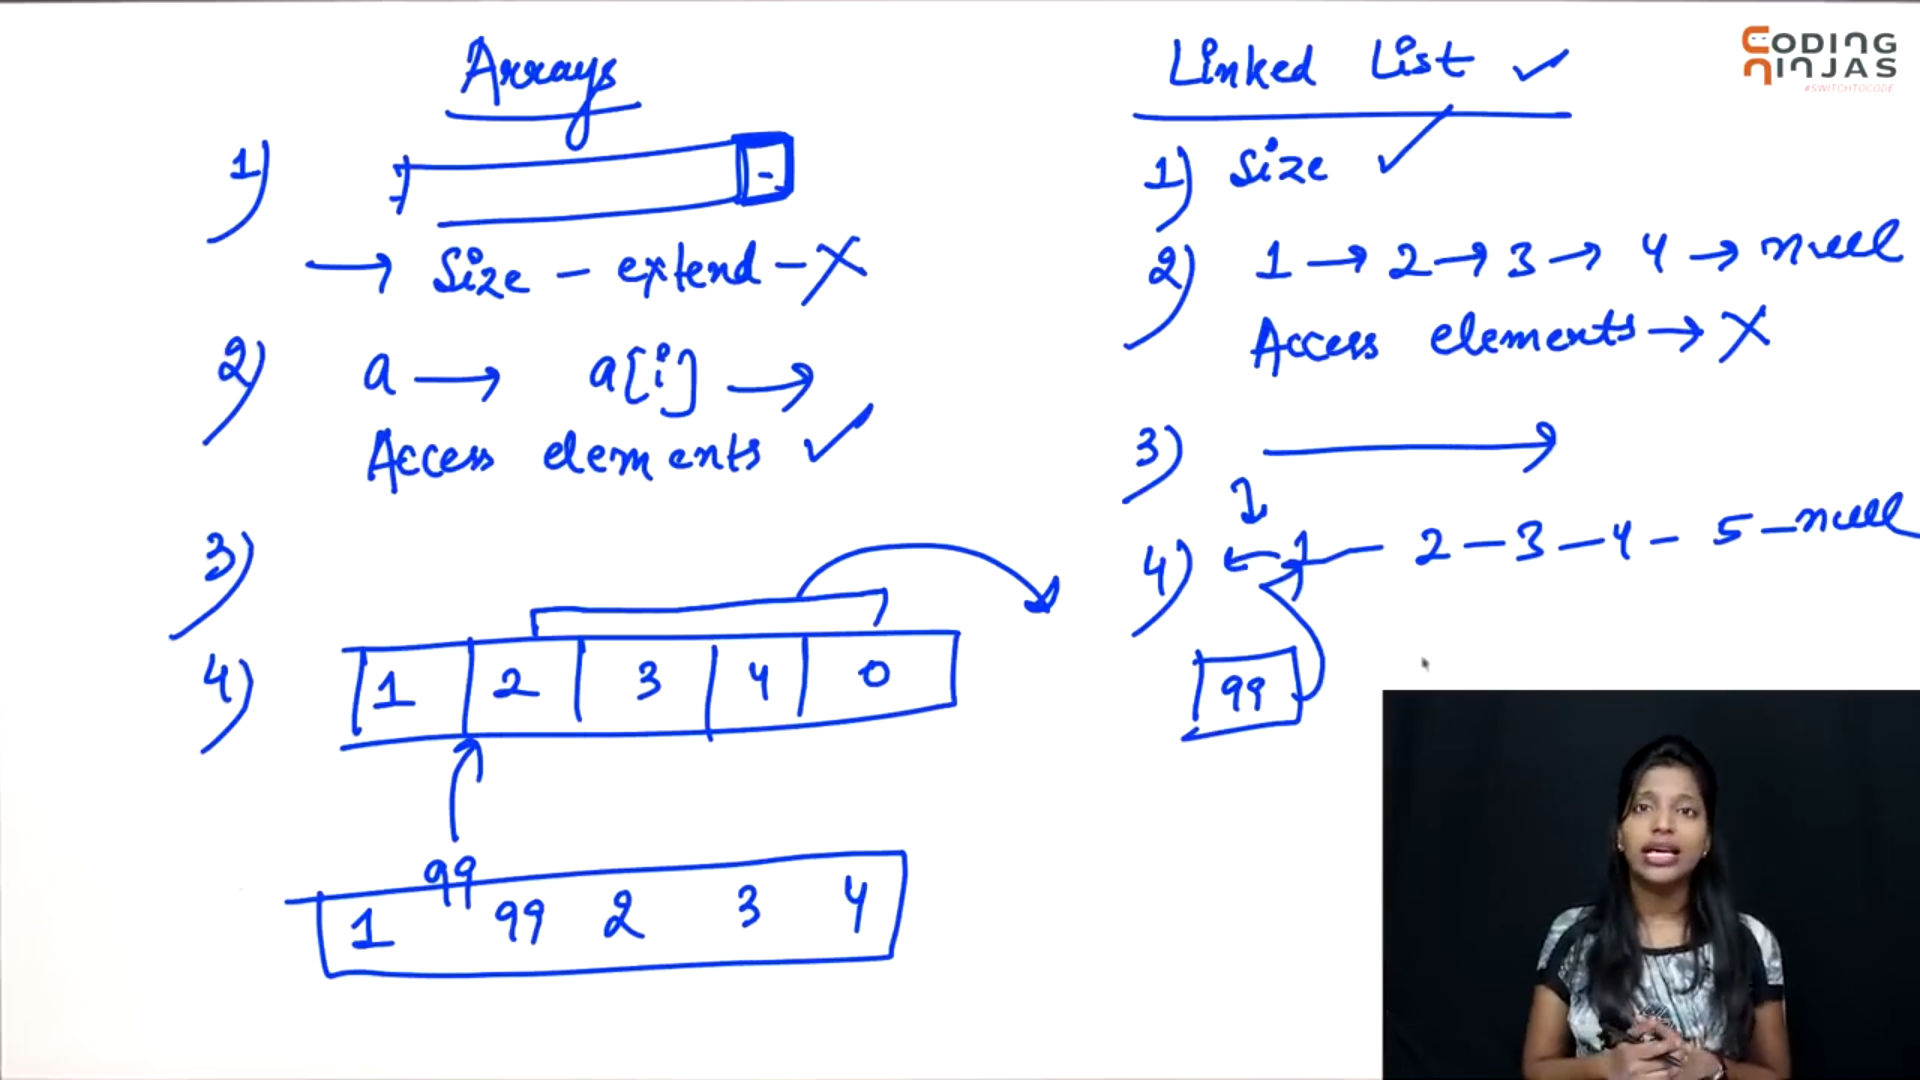 Arrays
1)
-
→ Size - extend - X
2) a → a[i] →
Access elements ✓
3)
4) 1 2 3 4 0
99
1 99 2 3 4
Linked List ✓
1) Size ✓
2) 1 → 2 → 3 → 4 → null
Access elements → X
3) →
4) ← 1 - 2 - 3 - 4 - 5 - null
99
CODING
NINJAS
#SWITCHTOCODE